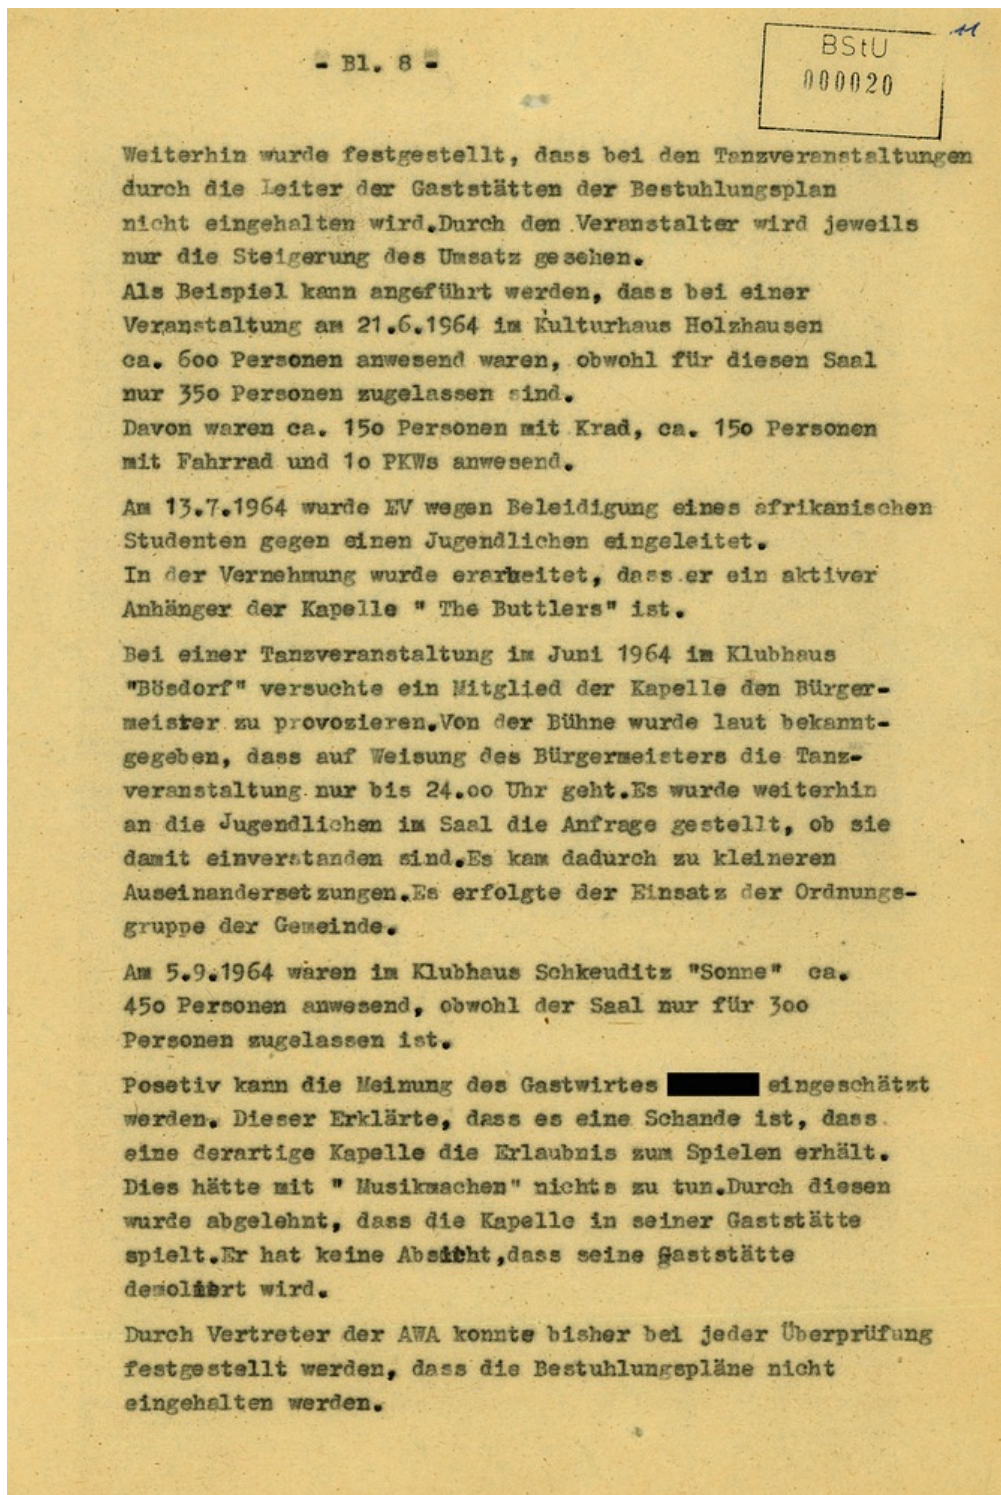 11
BStU
000020
- Bl. 8 -
Weiterhin wurde festgestellt, dass bei den Tanzveranstaltungen
durch die Leiter der Gaststätten der Bestuhlungsplan
nicht eingehalten wird.Durch den Veranstalter wird jeweils
nur die Steigerung des Umsatz gesehen.
Als Beispiel kann angeführt werden, dass bei einer
Veranstaltung am 21.6.1964 im Kulturhaus Holzhausen
ca. 6oo Personen anwesend waren, obwohl für diesen Saal
nur 35o Personen zugelassen sind.
Davon waren ca. 15o Personen mit Krad, ca. 15o Personen
mit Fahrrad und 1o PKWs anwesend.
Am 13.7.1964 wurde EV wegen Beleidigung eines afrikanischen
Studenten gegen einen Jugendlichen eingeleitet.
In der Vernehmung wurde erarbeitet, dass er ein aktiver
Anhänger der Kapelle " The Buttlers" ist.
Bei einer Tanzveranstaltung im Juni 1964 im Klubhaus
"Bösdorf" versuchte ein Mitglied der Kapelle den Bürger-
meister zu provozieren.Von der Bühne wurde laut bekannt-
gegeben, dass auf Weisung des Bürgermeisters die Tanz-
veranstaltung nur bis 24.oo Uhr geht.Es wurde weiterhin
an die Jugendlichen im Saal die Anfrage gestellt, ob sie
damit einverstanden sind.Es kam dadurch zu kleineren
Auseinandersetzungen.Es erfolgte der Einsatz der Ordnungs-
gruppe der Gemeinde.
Am 5.9.1964 waren im Klubhaus Schkeuditz "Sonne" ca.
45o Personen anwesend, obwohl der Saal nur für 3oo
Personen zugelassen ist.
Posetiv kann die Meinung des Gastwirtes eingeschätzt
werden. Dieser Erklärte, dass es eine Schande ist, dass
eine derartige Kapelle die Erlaubnis zum Spielen erhält.
Dies hätte mit " Musikmachen" nichts zu tun.Durch diesen
wurde abgelehnt, dass die Kapelle in seiner Gaststätte
spielt.Er hat keine Absicht,dass seine Gaststätte
demoliert wird.
Durch Vertreter der AWA konnte bisher bei jeder Überprüfung
festgestellt werden, dass die Bestuhlungspläne nicht
eingehalten werden.